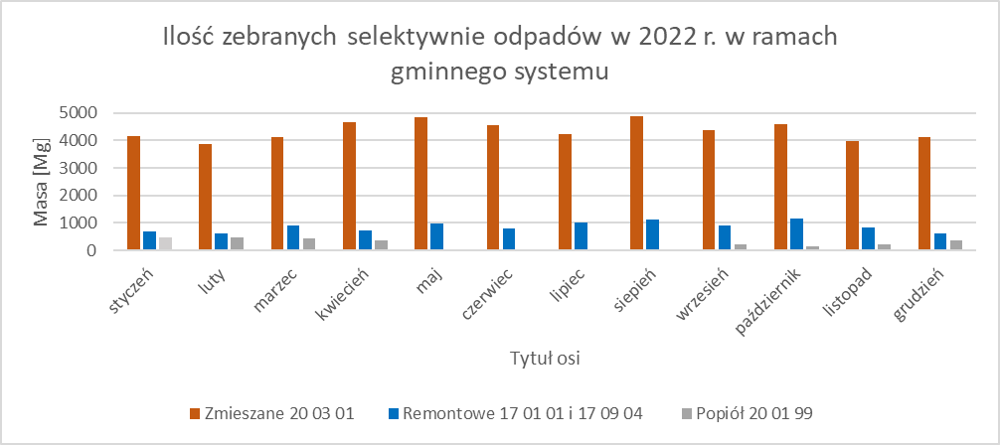 Ilość zebranych selektywnie odpadów w 2022 r. w ramach
gminnego systemu
Masa [Mg]
5000
4000
3000
2000
1000
0
styczeń
luty
marzec
kwiecień
maj
czerwiec
lipiec
siepień
wrzesień
październik
listopad
grudzień
Tytuł osi
Zmieszane 20 03 01
Remontowe 17 01 01 i 17 09 04
Popiół 20 01 99